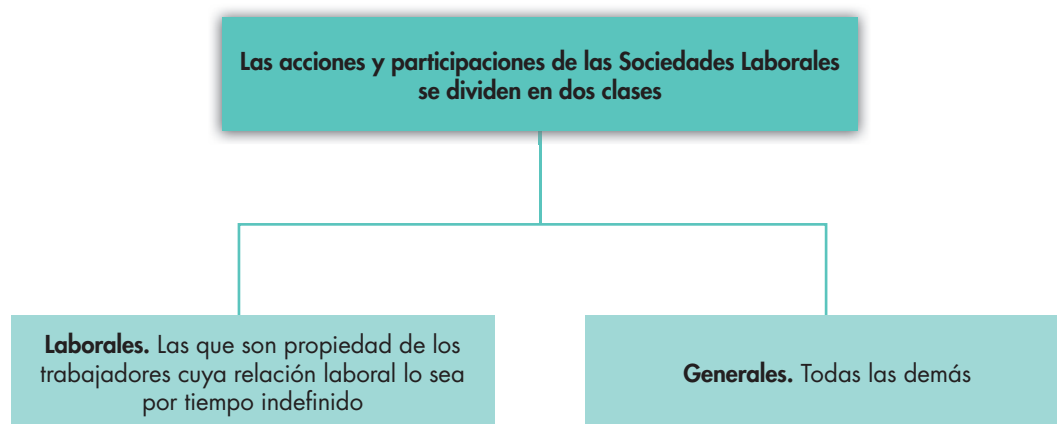 Las acciones y participaciones de las Sociedades Laborales
se dividen en dos clases
Laborales. Las que son propiedad de los
trabajadores cuya relación laboral lo sea
por tiempo indefinido
Generales. Todas las demás